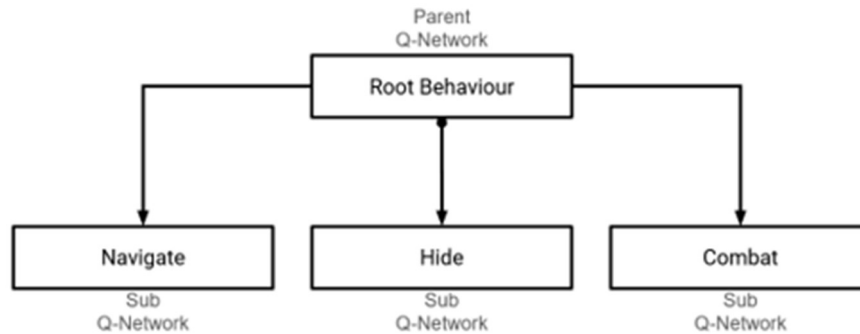 Parent
Q-Network
Root Behaviour
Navigate
Hide
Combat
Sub
Q-Network
Sub
Q-Network
Sub
Q-Network